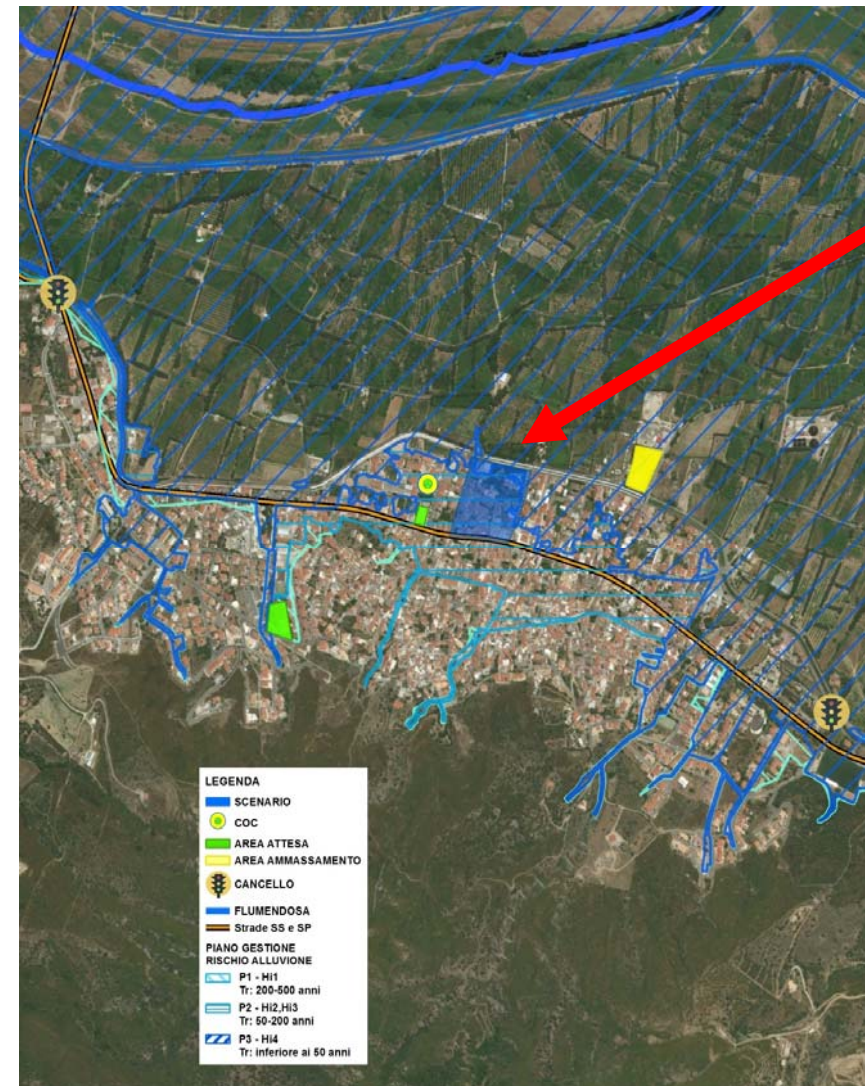 LEGENDA
SCENARIO
COC
AREA ATTESA
AREA AMMASSAMENTO
CANCELLO
FLUMENDOSA
Strade SS e SP
PIANO GESTIONE
RISCHIO ALLUVIONE
P1 - Hi1
Tr: 200-500 anni
P2 - Hi2,Hi3
Tr: 50-200 anni
P3 - Hi4
Tr: inferiore ai 50 anni